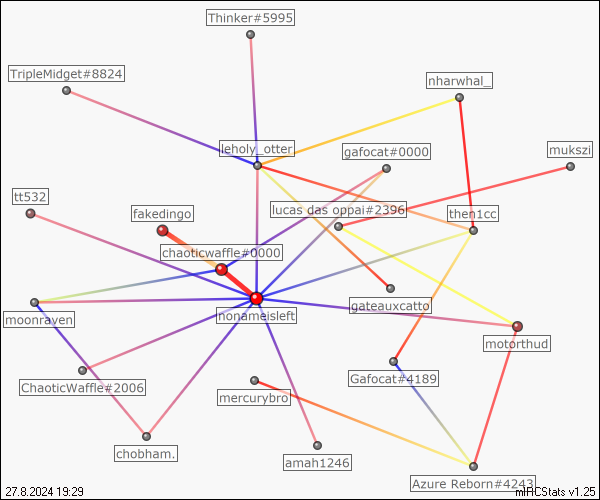 Thinker#5995
TripleMidget#8824
nharwhal_
leholy_otter
gafocat#0000
mukszi
tt532
fakedingo
lucas das oppai#2396
then1cc
chaoticwaffle#0000
gateauxcatto
moonraven
nonameisleft
motorthud
ChaoticWaffle#2006
Gafocat#4189
mercurybro
chobham.
amah1246
Azure Reborn#4243
27.8.2024 19:29
mIRCStats v1.25